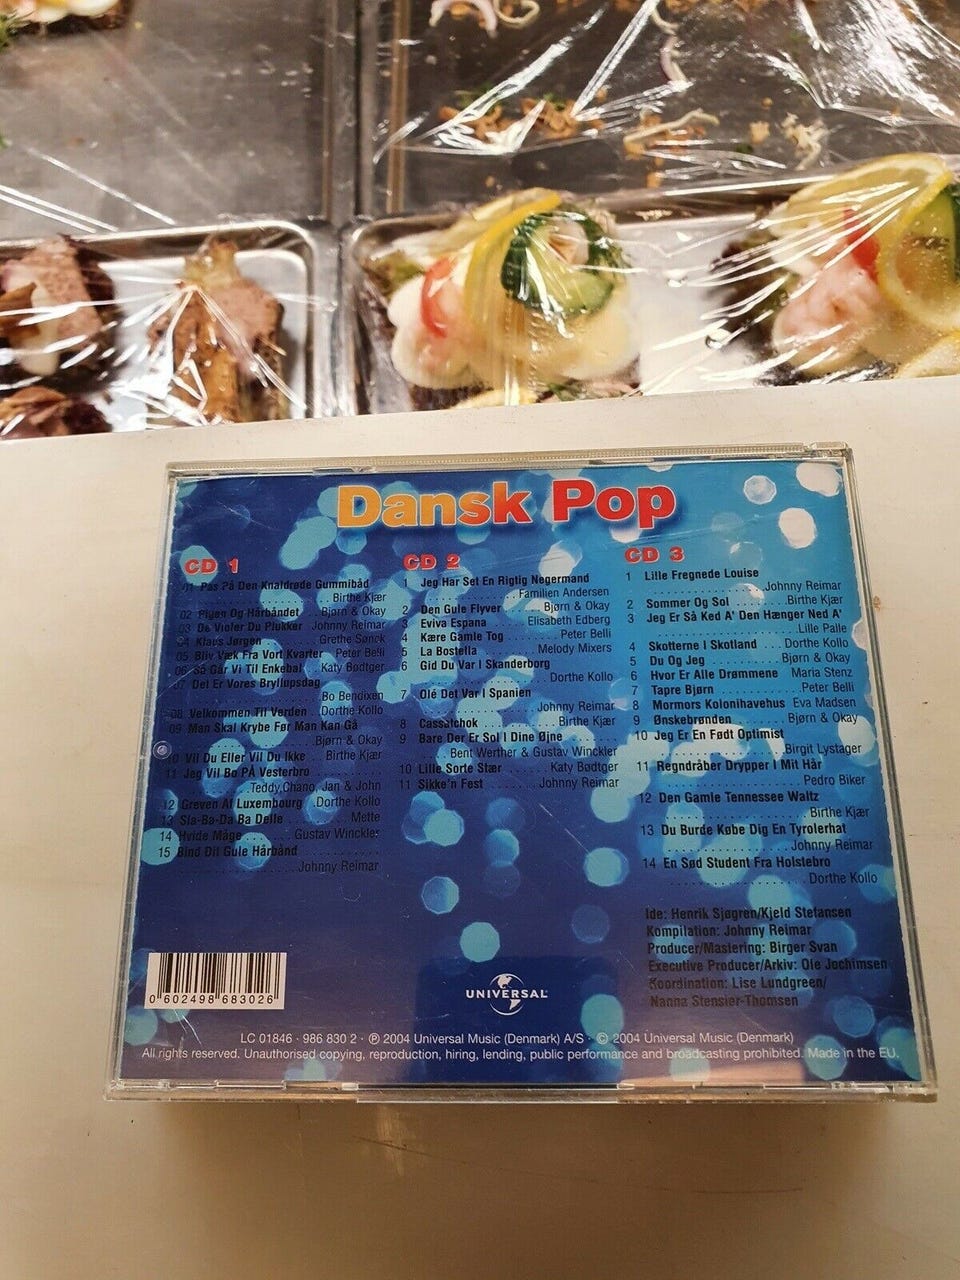 Dansk Pop
CD 1
01 Pas På Den Knaldrøde Gummibåd
Birthe Kjær
02 Pigen Og Hårbåndet Bjørn & Okay
03 De Violer Du Plukker Johnny Reimar
04 Klaus Jørgen Grethe Sønck
05 Bliv Væk Fra Vort Kvarter Peter Belli
06 Så Går Vi Til Enkebal Katy Bødtger
07 Det Er Vores Bryllupsdag
Bo Bendixen
08 Velkommen Til Verden Dorthe Kollo
09 Man Skal Krybe Før Man Kan Gå
Bjørn & Okay
10 Vil Du Eller Vil Du Ikke Birthe Kjær
11 Jeg Vil Bo På Vesterbro
Teddy, Chano, Jan & John
12 Greven Af Luxembourg Dorthe Kollo
13 Sla-Ba-Da Ba Delle Mette
14 Hvide Måge Gustav Winckler
15 Bind Dit Gule Hårbånd
Johnny Reimar
CD 2
1 Jeg Har Set En Rigtig Negermand
Familien Andersen
2 Den Gule Flyver Bjørn & Okay
3 Eviva Espana Elisabeth Edberg
4 Kære Gamle Tog Peter Belli
5 La Bostella Melody Mixers
6 Gid Du Var I Skanderborg
Dorthe Kollo
7 Olé Det Var I Spanien
Johnny Reimar
8 Cassatchok Birthe Kjær
9 Bare Der Er Sol I Dine Øjne
Bent Werther & Gustav Winckler
10 Lille Sorte Stær Katy Bødtger
11 Sikke'n Fest Johnny Reimar
CD 3
1 Lille Fregnede Louise
Johnny Reimar
2 Sommer Og Sol Birthe Kjær
3 Jeg Er Så Ked A' Den Hænger Ned A'
Lille Palle
4 Skotterne i Skotland Dorthe Kollo
5 Du Og Jeg Bjørn & Okay
6 Hvor Er Alle Drømmene Maria Stenz
7 Tapre Bjørn Peter Belli
8 Mormors Kolonihavehus Eva Madsen
9 Ønskebrønden Bjørn & Okay
10 Jeg Er En Født Optimist
Birgit Lystager
11 Regndråber Drypper I Mit Hår
Pedro Biker
12 Den Gamle Tennessee Waltz
Birthe Kjær
13 Du Burde Købe Dig En Tyrolerhat
Johnny Reimar
14 En Sød Student Fra Holstebro
Dorthe Kollo
Ide: Henrik Sjøgren/Kjeld Stefansen
Kompilation: Johnny Reimar
Producer/Mastering: Birger Svan
Executive Producer/Arkiv: Ole Jochimsen
Koordination: Lise Lundgreen/
Nanna Stensier-Thomsen
0 602498 683026
UNIVERSAL
LC 01846 · 986 830 2 · ℗ 2004 Universal Music (Denmark) A/S · © 2004 Universal Music (Denmark)
All rights reserved. Unauthorised copying, reproduction, hiring, lending, public performance and broadcasting prohibited. Made in the EU.